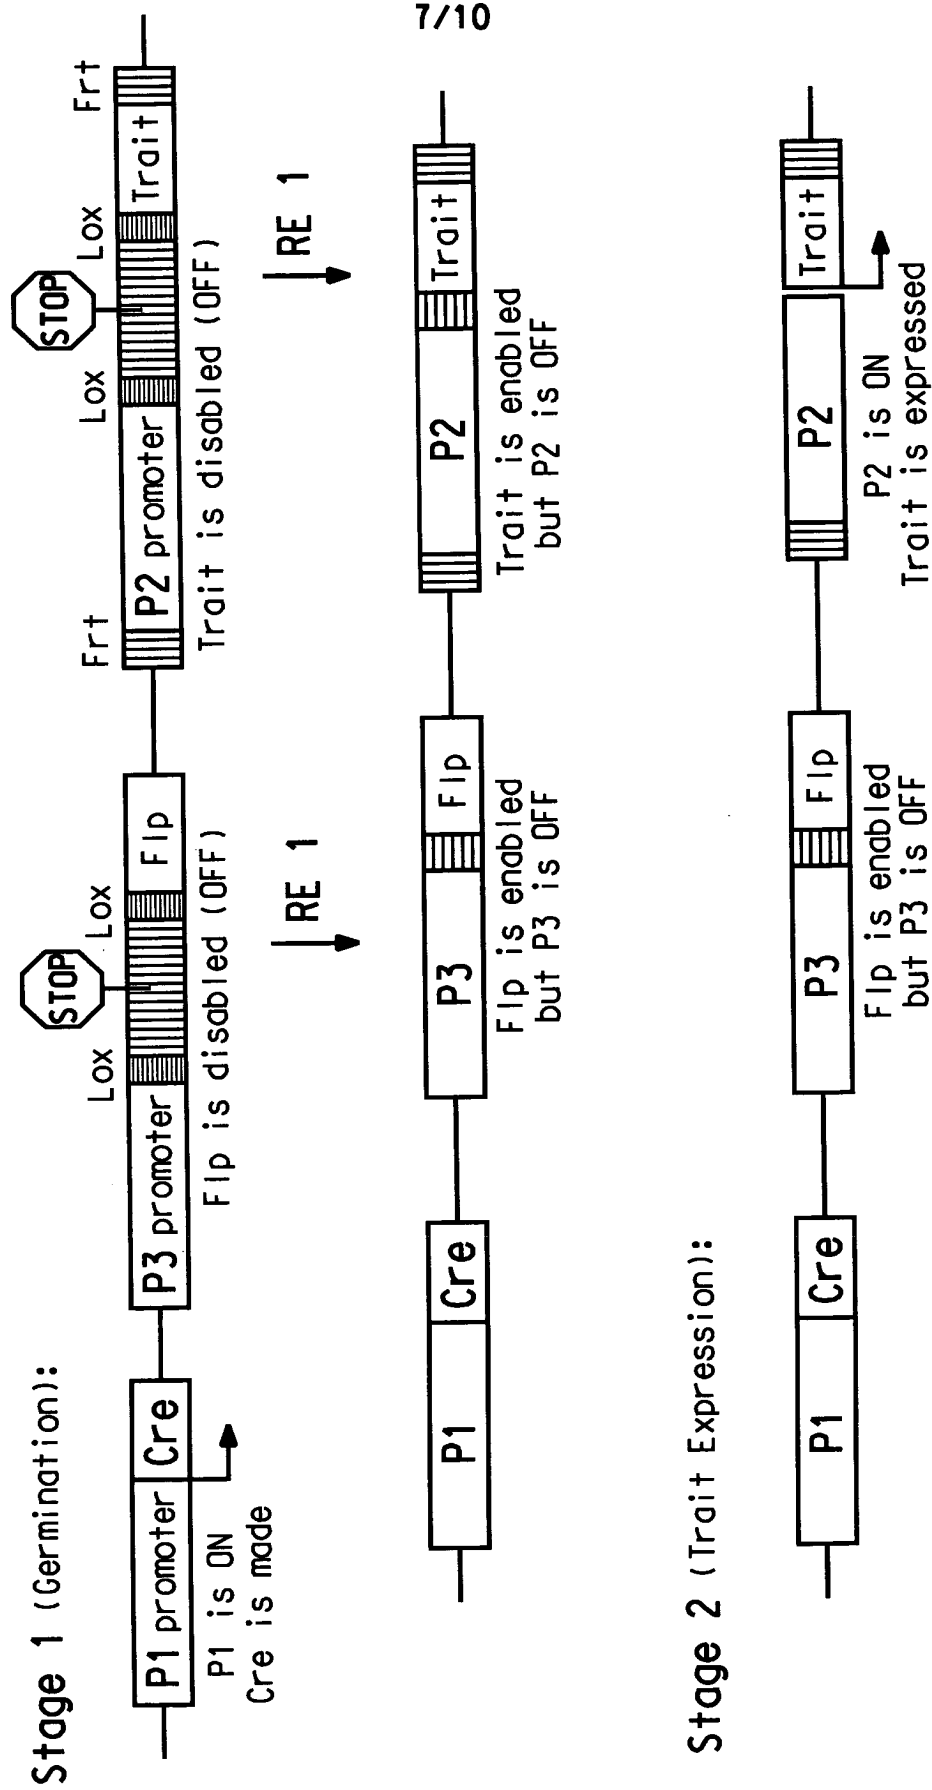 7/10
Stage 1 (Germination):
STOP
STOP
Lox
Lox
Frt
Lox
Lox
Frt
P1 promoter
Cre
P3 promoter
Flp
P2 promoter
Trait
P1 is ON
Cre is made
Flp is disabled (OFF)
Trait is disabled (OFF)
RE 1
RE 1
P1
Cre
P3
Flp
P2
Trait
Flp is enabled
but P3 is OFF
Trait is enabled
but P2 is OFF
Stage 2 (Trait Expression):
P1
Cre
P3
Flp
P2
Trait
Flp is enabled
but P3 is OFF
P2 is ON
Trait is expressed